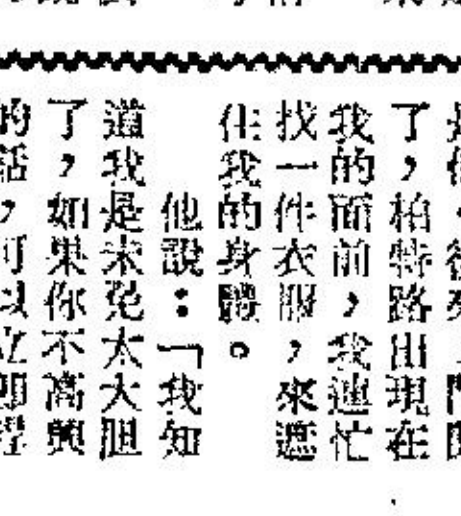 了，柏特路出現在
我的面前，我連忙
找一件衣服，來遮
住我的身體。
他說：「我知
道我是未免太大胆
了，如果你不高興
的話，可以立即